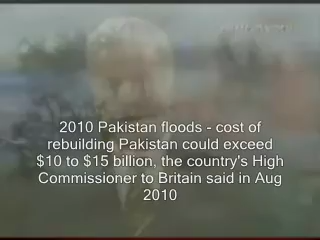 2010 Pakistan floods - cost of
rebuilding Pakistan could exceed
$10 to $15 billion, the country's High
Commissioner to Britain said in Aug
2010